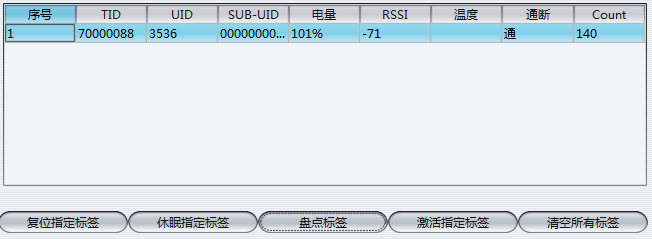 序号 TID UID SUB-UID 电量 RSSI 温度 通断 Count
1 70000088 3536 00000000... 101% -71 通 140
复位指定标签 休眠指定标签 盘点标签 激活指定标签 清空所有标签